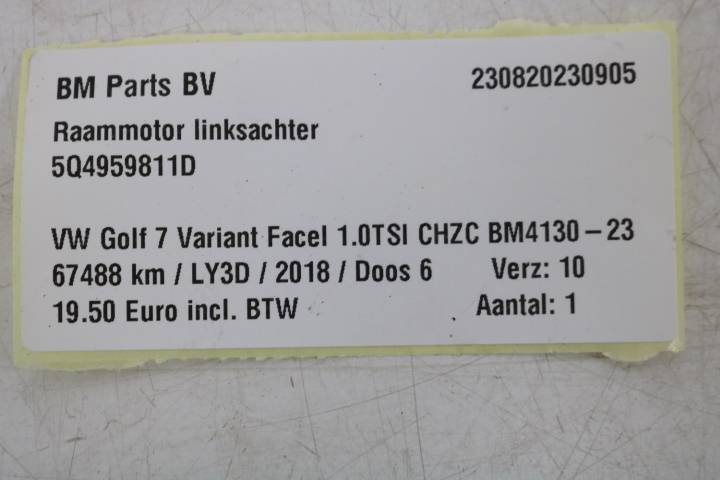 BM Parts BV 230820230905
Raammotor linksachter
5Q4959811D
VW Golf 7 Variant Facel 1.0TSI CHZC BM4130-23
67488 km / LY3D / 2018 / Doos 6 Verz: 10
19.50 Euro incl. BTW Aantal: 1